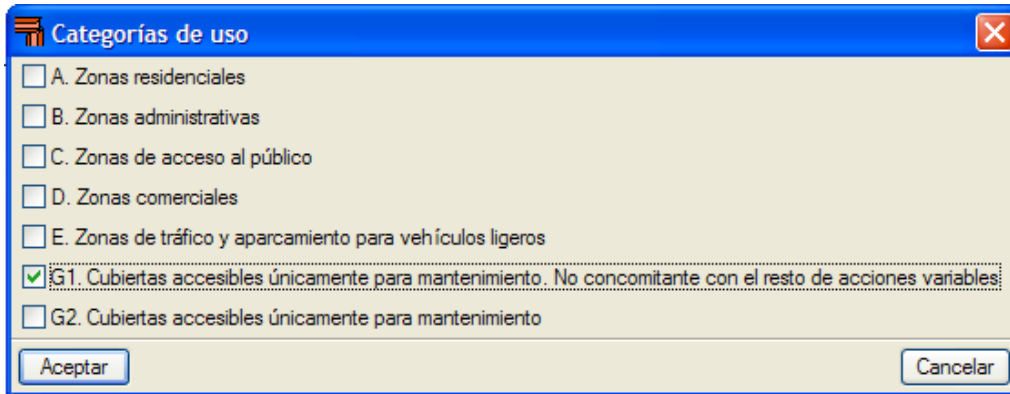 Categorías de uso
A. Zonas residenciales
B. Zonas administrativas
C. Zonas de acceso al público
D. Zonas comerciales
E. Zonas de tráfico y aparcamiento para vehículos ligeros
G1. Cubiertas accesibles únicamente para mantenimiento. No concomitante con el resto de acciones variables
G2. Cubiertas accesibles únicamente para mantenimiento
Aceptar Cancelar